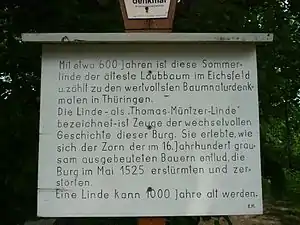 denkmal
Mit etwa 600 Jahren ist diese Sommer-
linde der älteste Laubbaum im Eichsfeld
u. zählt zu den wertvollsten Baumnaturdenk-
malen in Thüringen.
Die Linde - als „Thomas-Müntzer-Linde"
bezeichnet - ist Zeuge der wechselvollen
Geschichte dieser Burg. Sie erlebte, wie
sich der Zorn der im 16. Jahrhundert grau-
sam ausgebeuteten Bauern entlud, die
Burg im Mai 1525 erstürmten und zer-
störten.
Eine Linde kann 1000 Jahre alt werden.